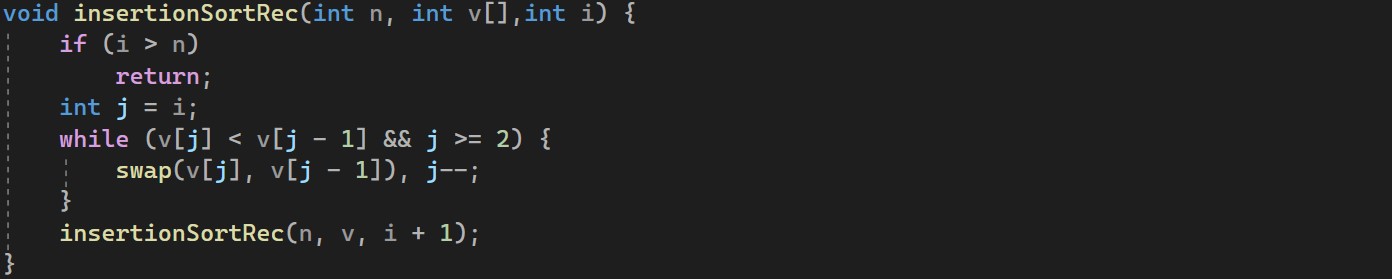 void insertionSortRec(int n, int v[],int i) {
    if (i > n)
        return;
    int j = i;
    while (v[j] < v[j - 1] && j >= 2) {
        swap(v[j], v[j - 1]), j--;
    }
    insertionSortRec(n, v, i + 1);
}